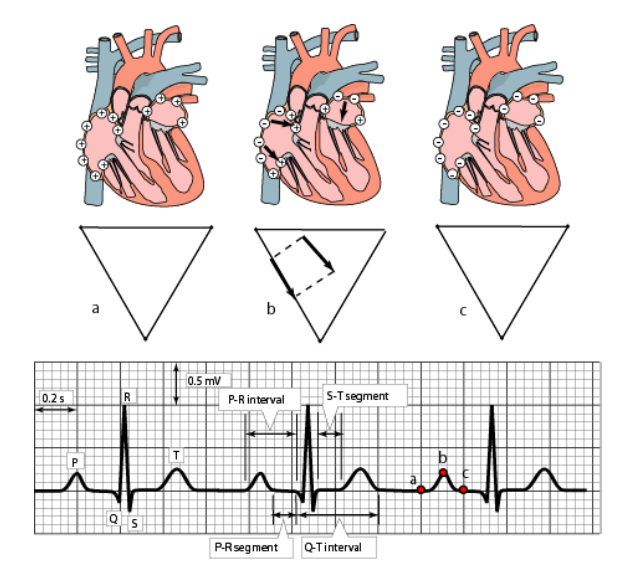 a
b
c
0.5 mV
0.2 s
R
P-R interval
S-T segment
P
T
a
b
c
Q
S
P-R segment
Q-T interval